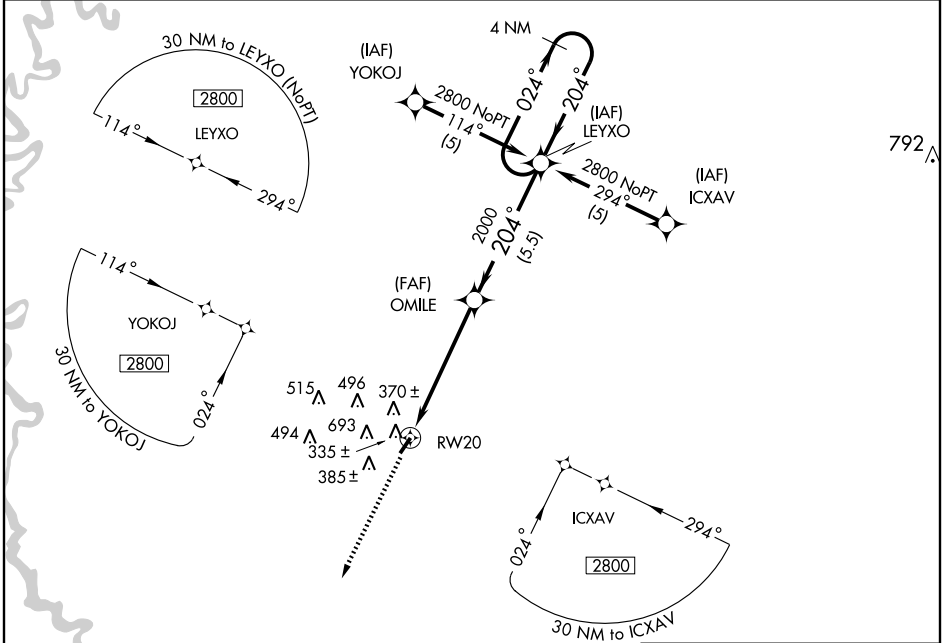 30 NM to LEYXO (NoPT)
2800
LEYXO
114°
294°
4 NM
024°
204°
(IAF)
YOKOJ
2800 NoPT
114°
(5)
(IAF)
LEYXO
2800 NoPT
294°
(5)
(IAF)
ICXAV
792
2000
204°
(5.5)
(FAF)
OMILE
114°
YOKOJ
2800
024°
30 NM to YOKOJ
515
496
370 ±
494
693
335 ±
385 ±
RW20
ICXAV
024°
294°
2800
30 NM to ICXAV